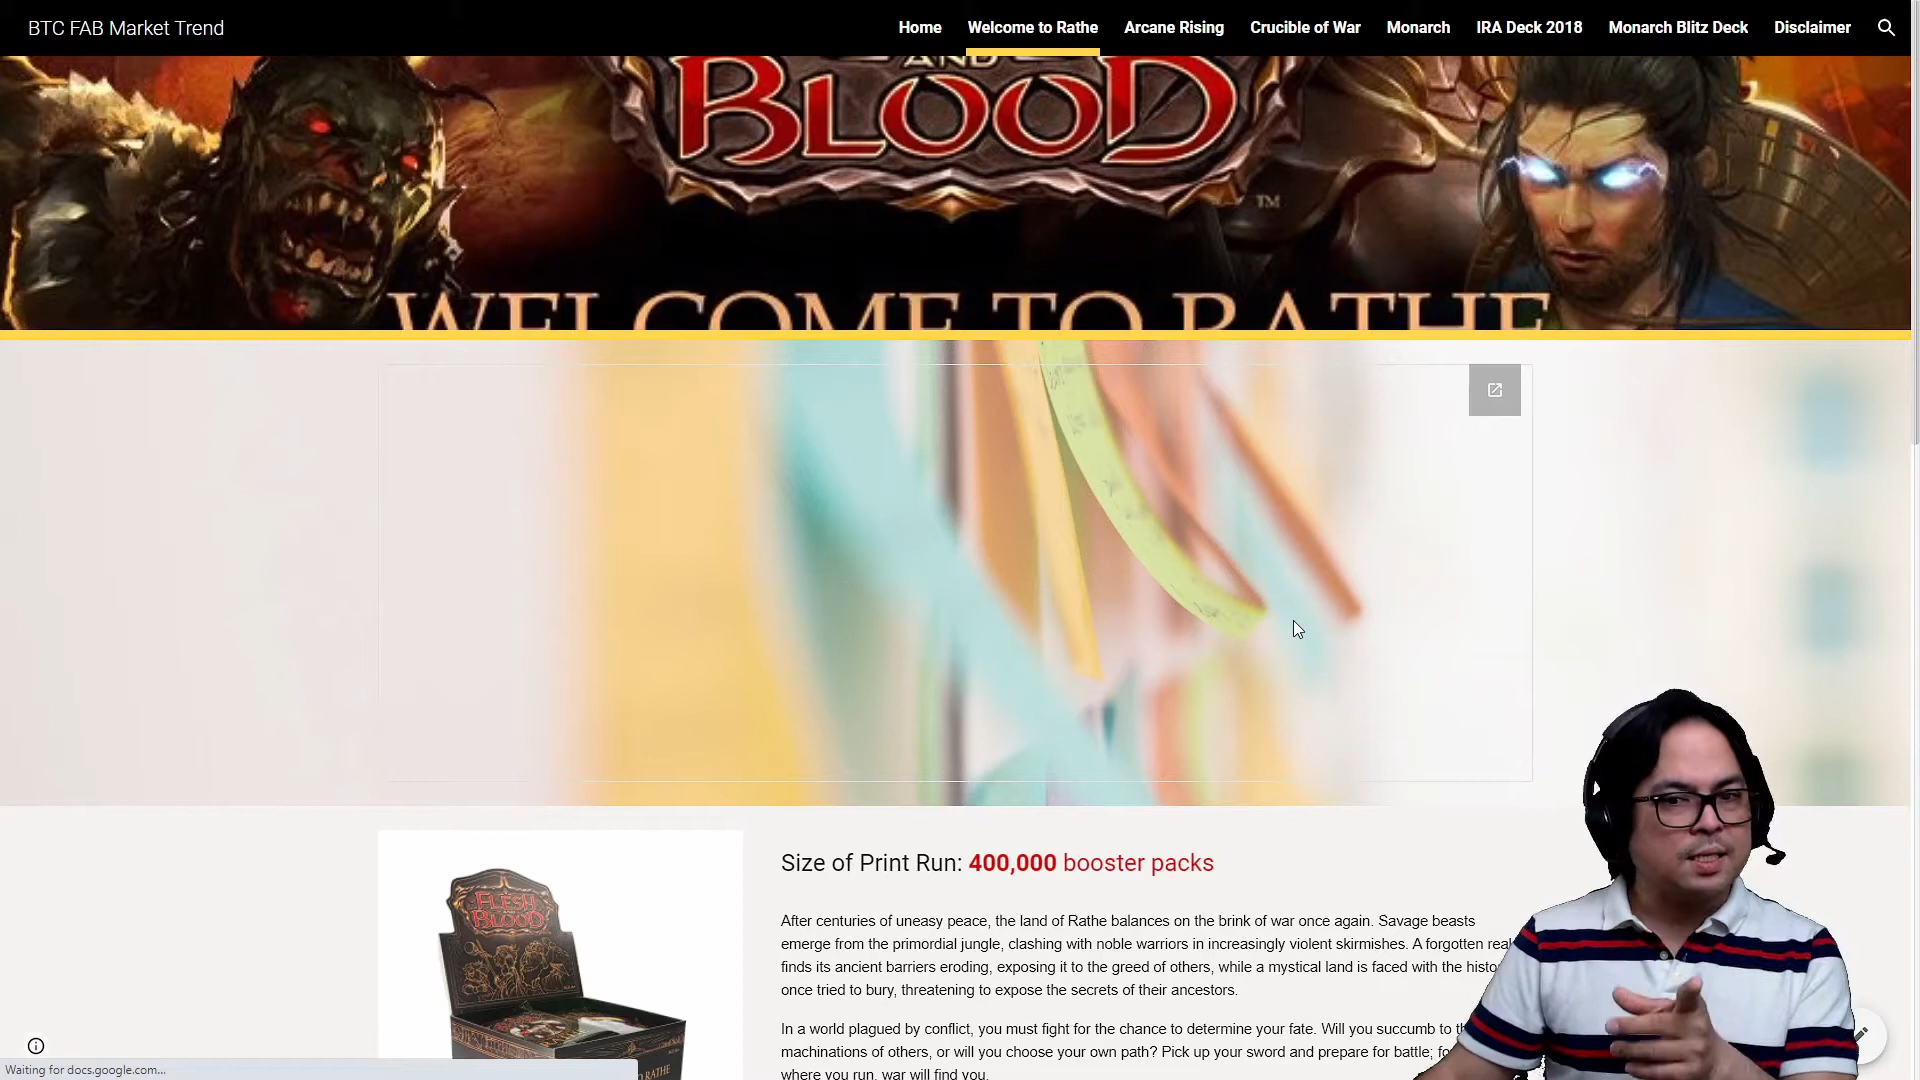 BTC FAB Market Trend
Home Welcome to Rathe Arcane Rising Crucible of War Monarch IRA Deck 2018 Monarch Blitz Deck Disclaimer
AND
BLOOD
TM
WELCOME TO RATHE
Size of Print Run: 400,000 booster packs
After centuries of uneasy peace, the land of Rathe balances on the brink of war once again. Savage beasts
emerge from the primordial jungle, clashing with noble warriors in increasingly violent skirmishes. A forgotten
finds its ancient barriers eroding, exposing it to the greed of others, while a mystical land is faced with the
once tried to bury, threatening to expose the secrets of their ancestors.
In a world plagued by conflict, you must fight for the chance to determine your fate. Will you succumb to
machinations of others, or will you choose your own path? Pick up your sword and prepare for battle;
where you run, war will find you.
FLESH
AND
BLOOD
RATHE
Waiting for docs.google.com...